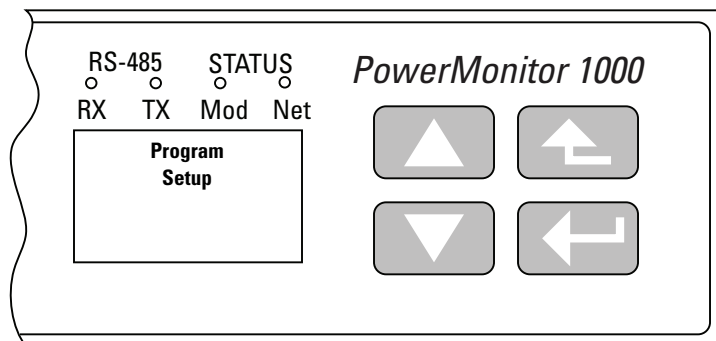 RS-485 STATUS
RX TX Mod Net
PowerMonitor 1000
Program
Setup